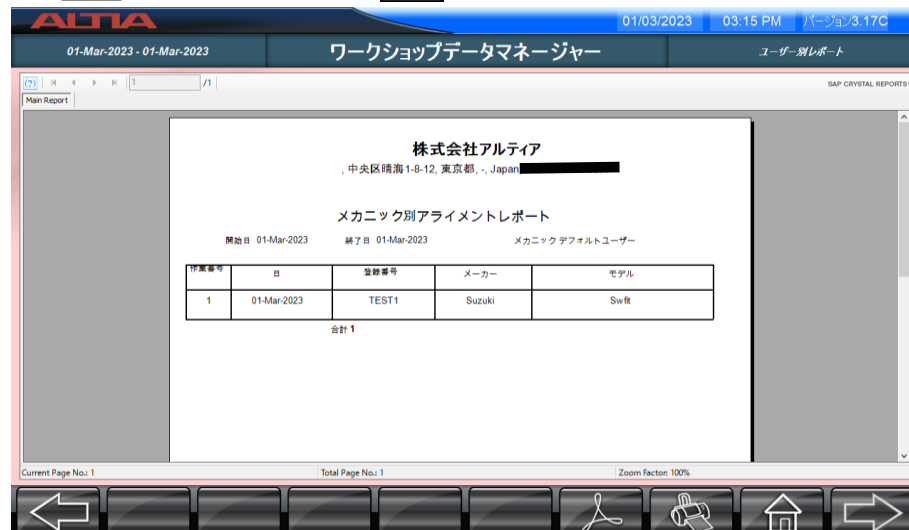 ALTIA
01/03/2023 03:15 PM バージョン3.17C
01-Mar-2023 - 01-Mar-2023 ワークショップデータマネージャー ユーザー別レポート
(?) 1 /1 SAP CRYSTAL REPORTS
Main Report
株式会社アルティア
, 中央区晴海1-8-12, 東京都, -, Japan
メカニック別アライメントレポート
開始日 01-Mar-2023 終了日 01-Mar-2023 メカニック デフォルトユーザー
作業番号 日 登録番号 メーカー モデル
1 01-Mar-2023 TEST1 Suzuki Swfit
合計 1
Current Page No.: 1 Total Page No.: 1 Zoom Factor: 100%